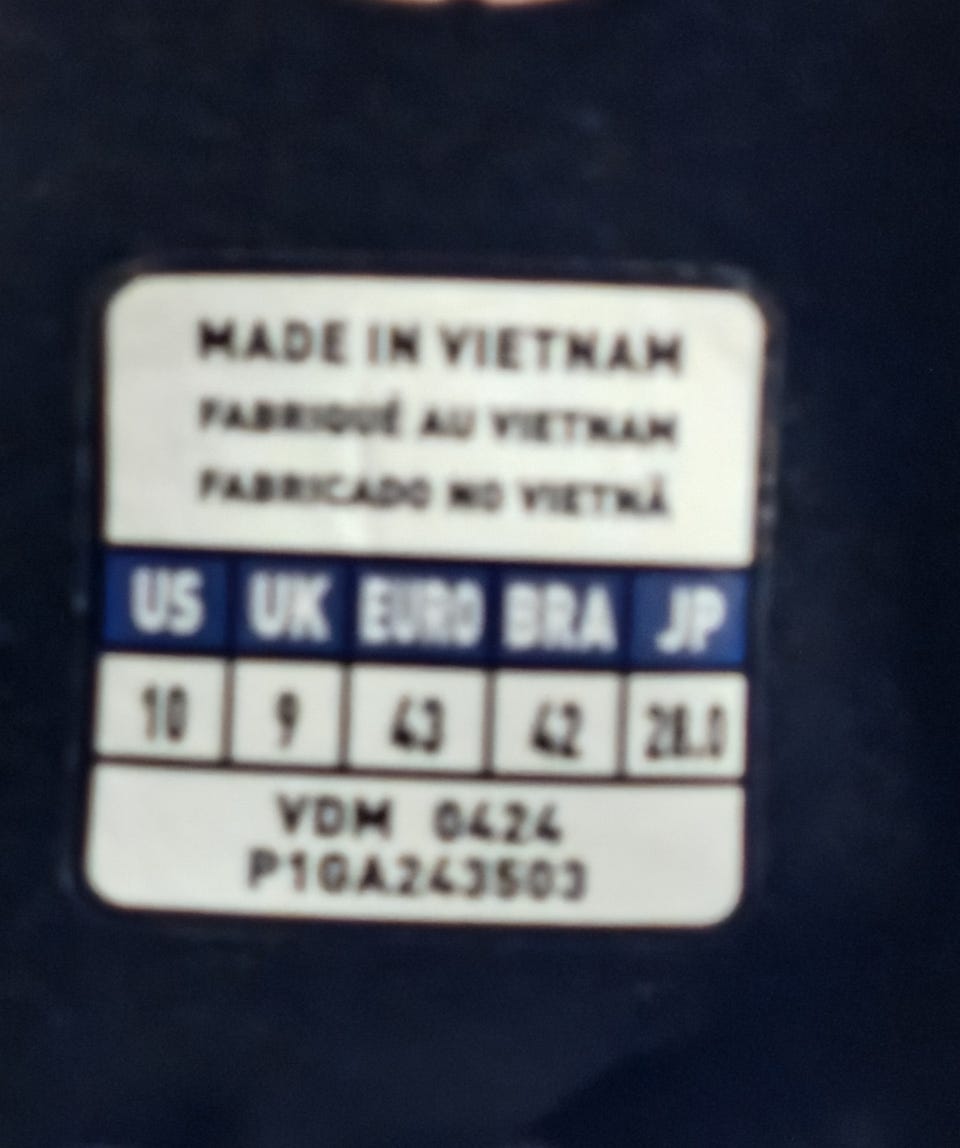 MADE IN VIETNAM
FABRIQUÉ AU VIETNAM
FABRICADO NO VIETNÃ
US UK EURO BRA JP
10 9 43 42 28.0
VDM 0424
P1GA243503